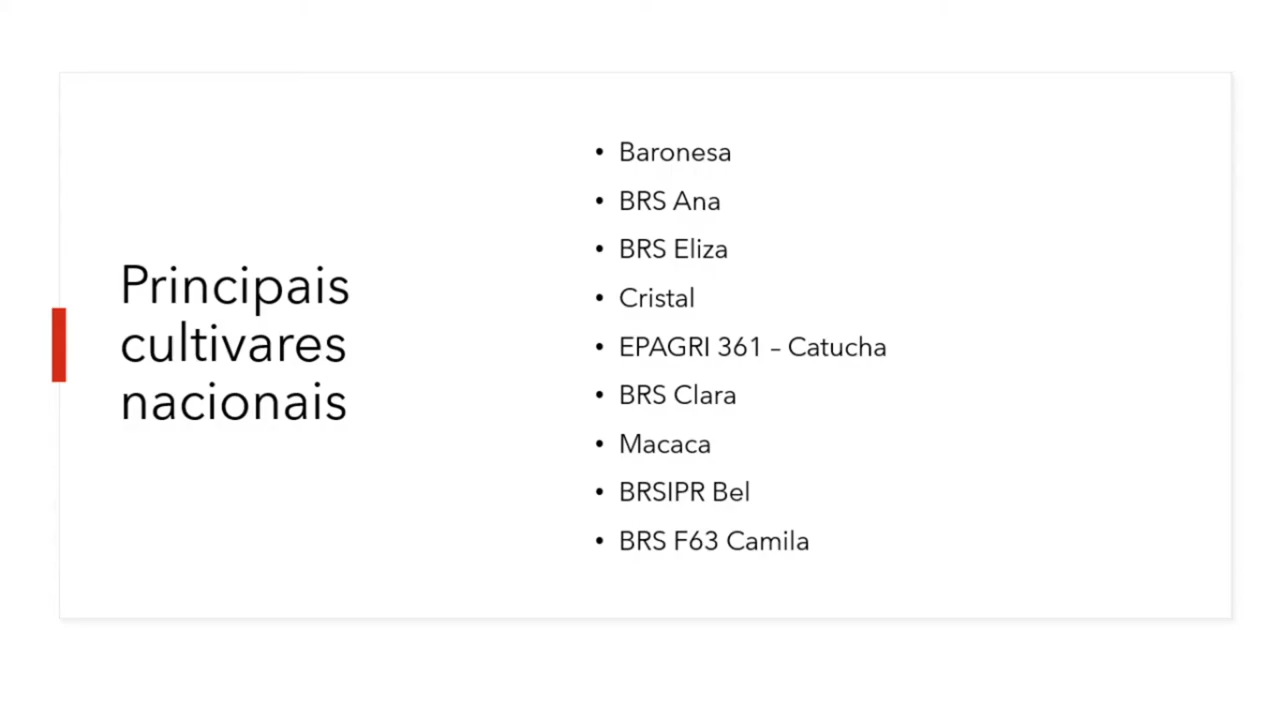 Principais
cultivares
nacionais
• Baronesa
• BRS Ana
• BRS Eliza
• Cristal
• EPAGRI 361 – Catucha
• BRS Clara
• Macaca
• BRSIPR Bel
• BRS F63 Camila